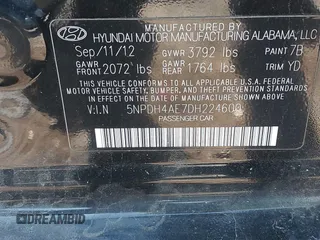 HYUNDAI MOTOR MANUFACTURING ALABAMA, LLC
Sep/11/12 GVWR 3792 lbs PAINT 7B
GAWR FRONT 2072 lbs GAWR REAR 1764 lbs TRIM YD
THIS VEHICLE CONFORMS TO ALL APPLICABLE U.S.A. FEDERAL
MOTOR VEHICLE SAFETY, BUMPER, AND THEFT PREVENTION STANDARDS
IN EFFECT ON THE DATE OF MANUFACTURE SHOWN ABOVE.
V.I.N 5NPDH4AE7DH224608
PASSENGER CAR
DREAMBID